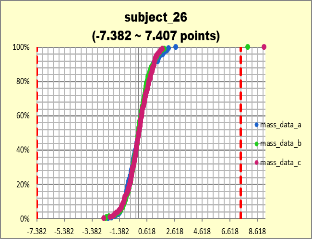 subject_26
(-7.382 ~ 7.407 points)
100%
80%
60%
40%
20%
0%
-7.382 -5.382 -3.382 -1.382 0.618 2.618 4.618 6.618 8.618
mass_data_a
mass_data_b
mass_data_c